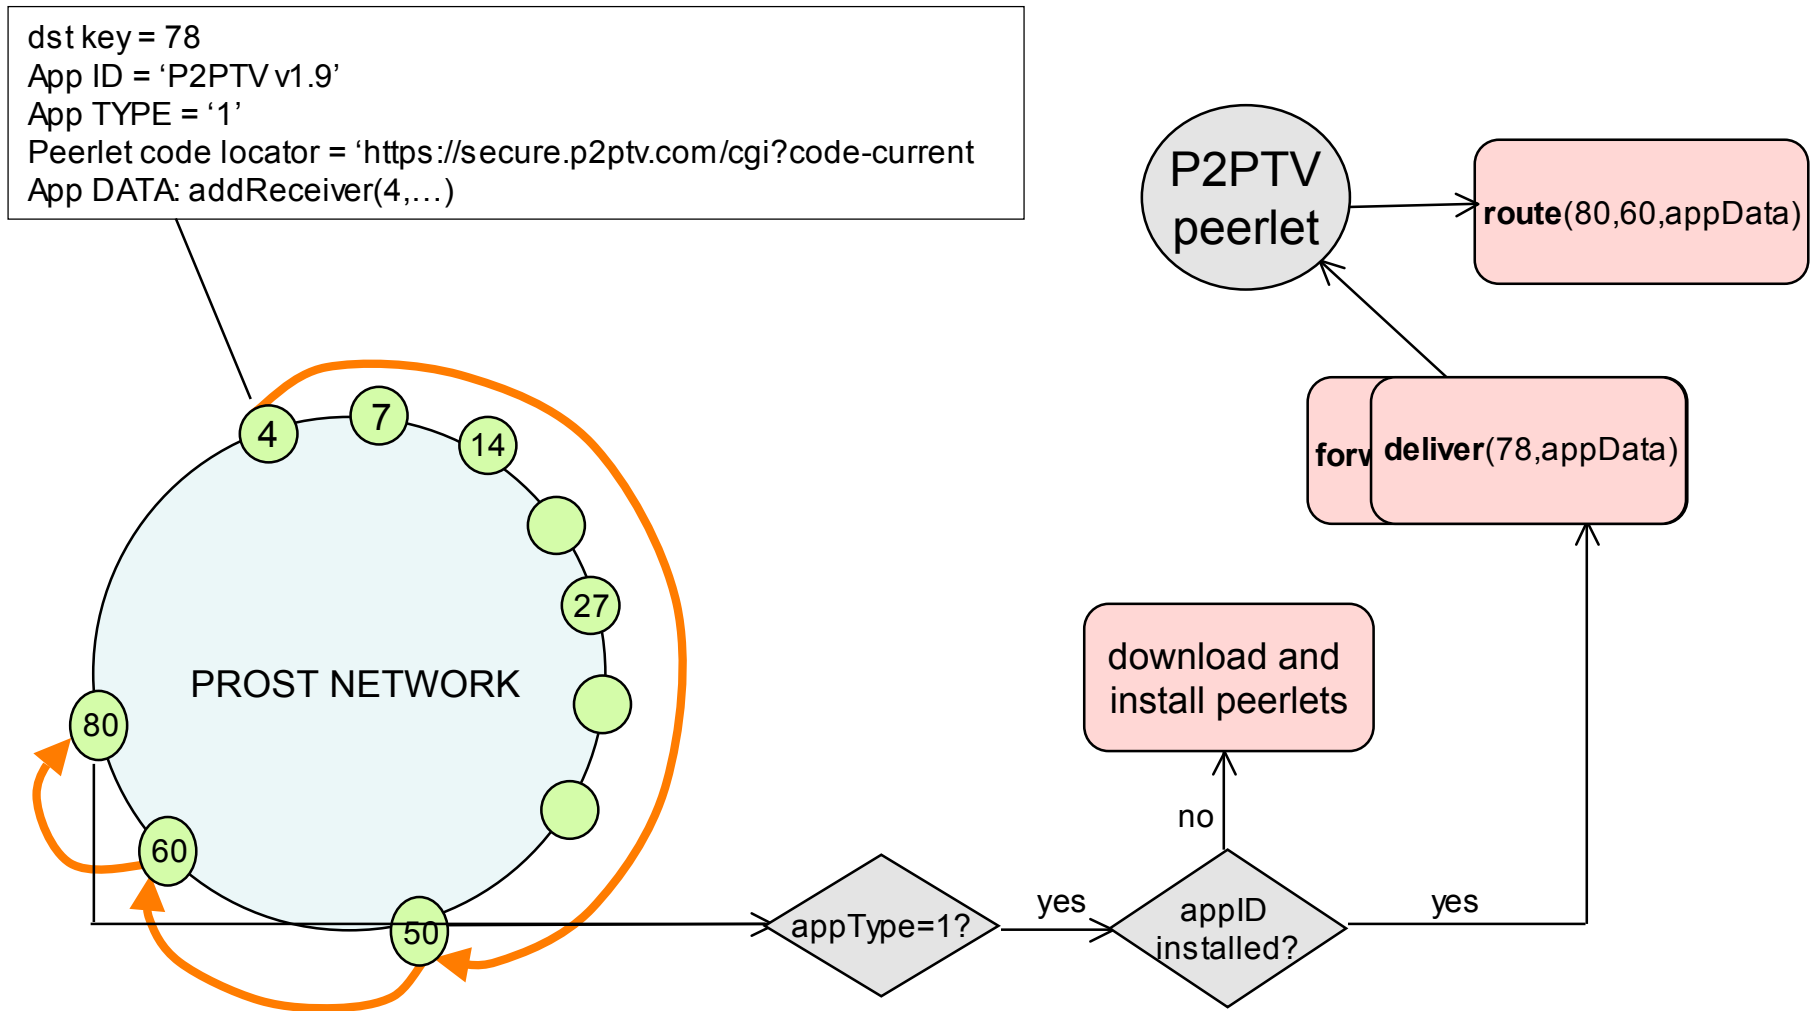 dst key = 78
App ID = ‘P2PTV v1.9’
App TYPE = ‘1’
Peerlet code locator = ‘https://secure.p2ptv.com/cgi?code-current
App DATA: addReceiver(4,…)
P2PTV
peerlet
route(80,60,appData)
deliver(78,appData)
4
7
14
27
80
60
50
PROST NETWORK
download and
install peerlets
no
appType=1?
yes
appID
installed?
yes